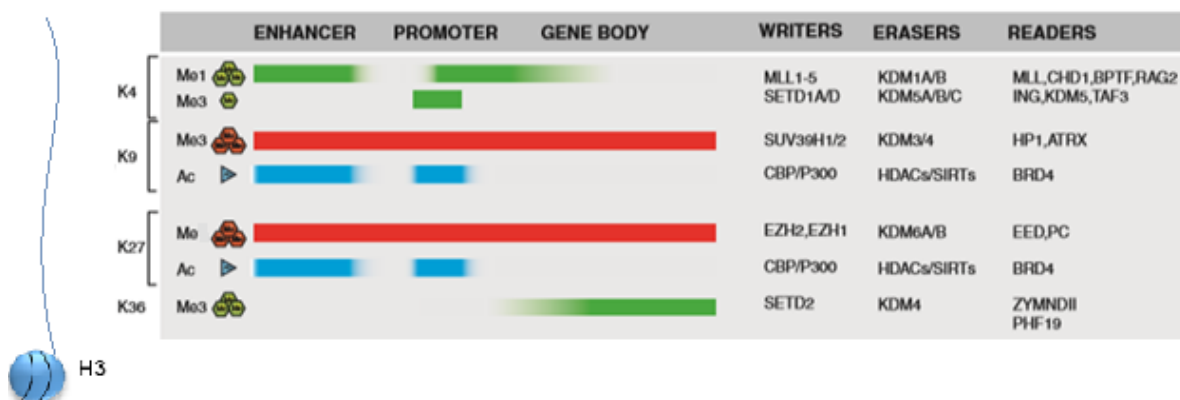 ENHANCER PROMOTER GENE BODY WRITERS ERASERS READERS
K4
Me1 MLL1-5 KDM1A/B MLL,CHD1,BPTF,RAG2
Me3 SETD1A/D KDM5A/B/C ING,KDM5,TAF3
K9
Me3 SUV39H1/2 KDM3/4 HP1,ATRX
Ac CBP/P300 HDACs/SIRTs BRD4
K27
Me EZH2,EZH1 KDM6A/B EED,PC
Ac CBP/P300 HDACs/SIRTs BRD4
K36 Me3 SETD2 KDM4 ZYMNDII
PHF19
H3